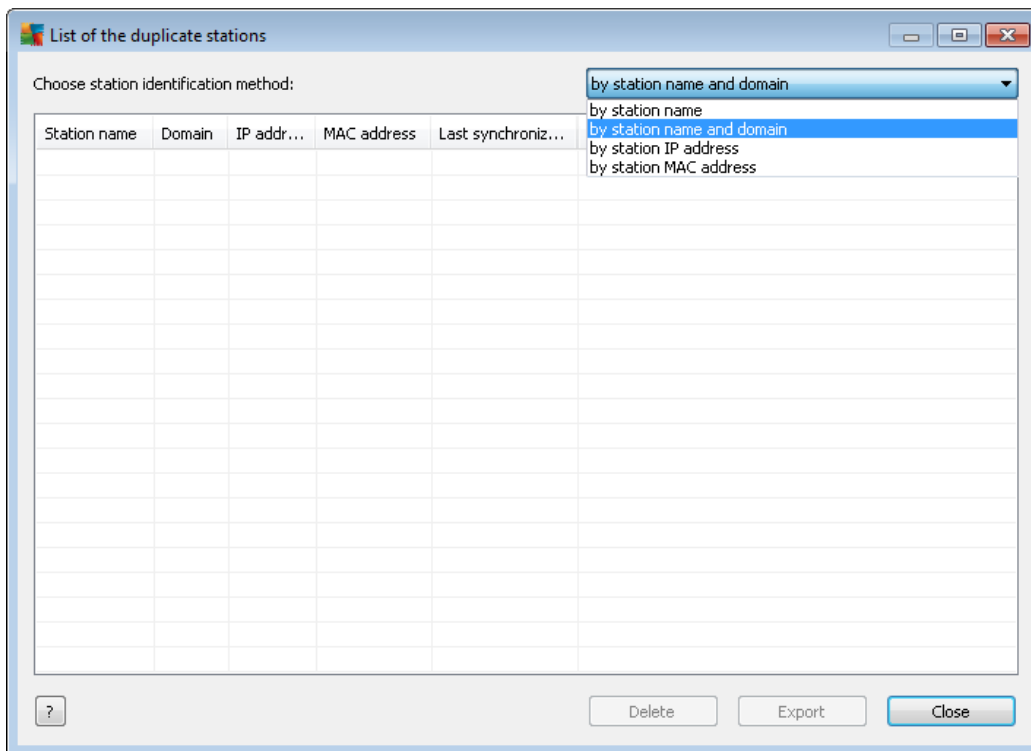 List of the duplicate stations
Choose station identification method:
by station name and domain
by station name
by station name and domain
by station IP address
by station MAC address
Station name Domain IP addr... MAC address Last synchroniz...
? Delete Export Close